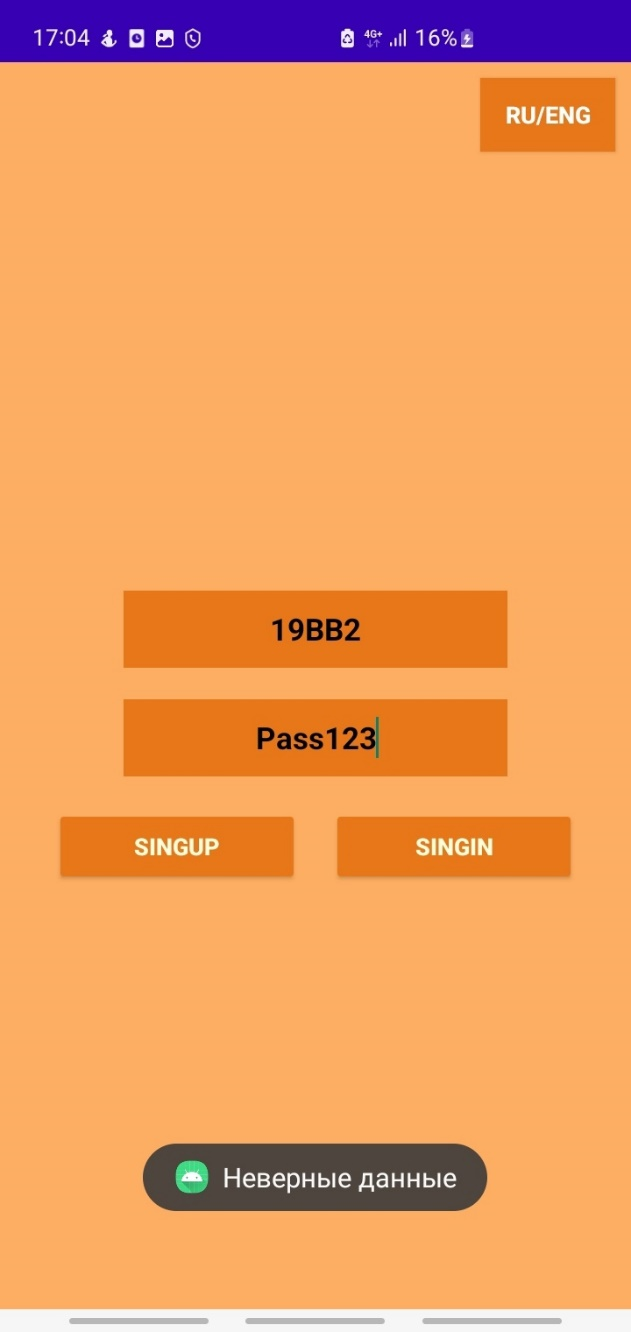 17:04 4G+ 16%
RU/ENG
19BB2
Pass123
SINGUP SINGIN
Неверные данные